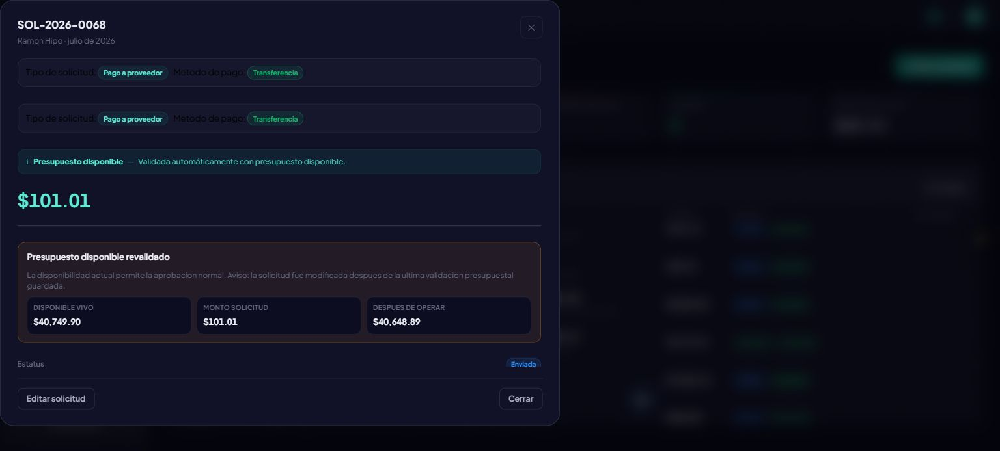 SOL-2026-0068
Ramon Hipo · julio de 2026
Tipo de solicitud: Pago a proveedor Metodo de pago: Transferencia
Tipo de solicitud: Pago a proveedor Metodo de pago: Transferencia
i Presupuesto disponible — Validada automáticamente con presupuesto disponible.
$101.01
Presupuesto disponible revalidado
La disponibilidad actual permite la aprobacion normal. Aviso: la solicitud fue modificada despues de la ultima validacion presupuestal
guardada.
DISPONIBLE VIVO MONTO SOLICITUD DESPUES DE OPERAR
$40,749.90 $101.01 $40,648.89
Estatus Enviada
Editar solicitud Cerrar